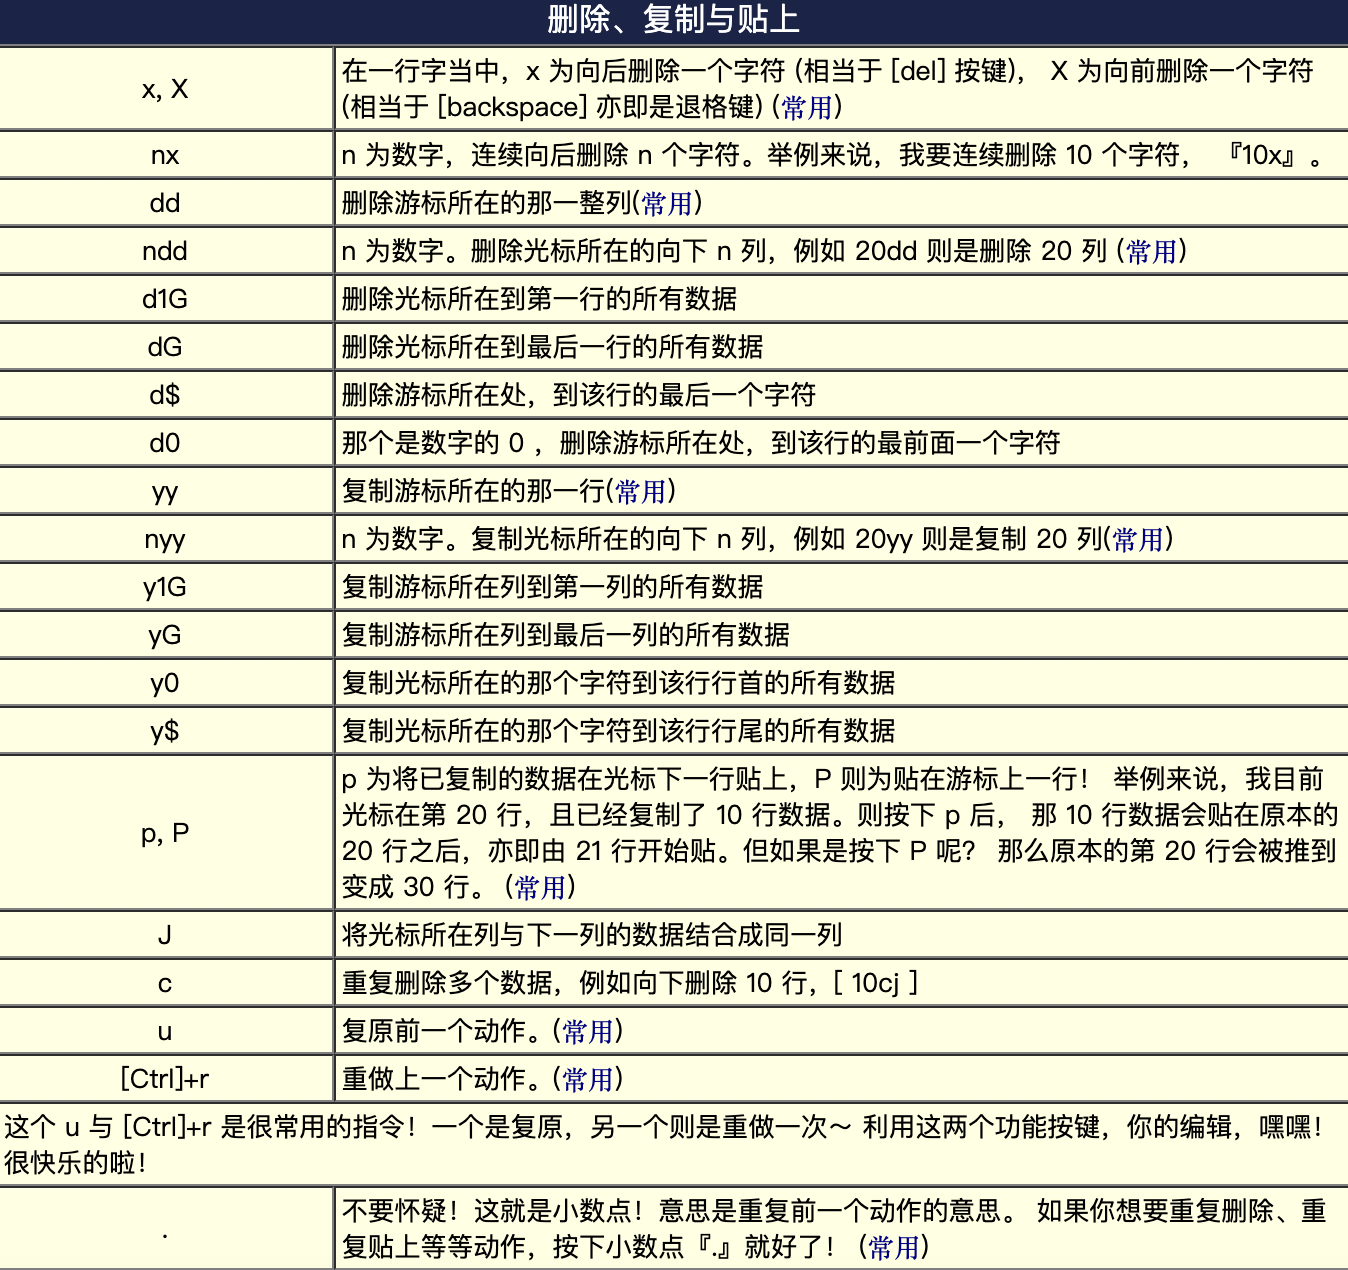 删除、复制与贴上
x, X
在一行字当中，x 为向后删除一个字符 (相当于 [del] 按键)， X 为向前删除一个字符
(相当于 [backspace] 亦即是退格键) (常用)
nx
n 为数字，连续向后删除 n 个字符。举例来说，我要连续删除 10 个字符， 『10x』。
dd
删除游标所在的那一整列(常用)
ndd
n 为数字。删除光标所在的向下 n 列，例如 20dd 则是删除 20 列 (常用)
d1G
删除光标所在到第一行的所有数据
dG
删除光标所在到最后一行的所有数据
d$
删除游标所在处，到该行的最后一个字符
d0
那个是数字的 0 ，删除游标所在处，到该行的最前面一个字符
yy
复制游标所在的那一行(常用)
nyy
n 为数字。复制光标所在的向下 n 列，例如 20yy 则是复制 20 列(常用)
y1G
复制游标所在列到第一列的所有数据
yG
复制游标所在列到最后一列的所有数据
y0
复制光标所在的那个字符到该行行首的所有数据
y$
复制光标所在的那个字符到该行行尾的所有数据
p, P
p 为将已复制的数据在光标下一行贴上，P 则为贴在游标上一行！ 举例来说，我目前
光标在第 20 行，且已经复制了 10 行数据。则按下 p 后， 那 10 行数据会贴在原本的
20 行之后，亦即由 21 行开始贴。但如果是按下 P 呢？ 那么原本的第 20 行会被推到
变成 30 行。 (常用)
J
将光标所在列与下一列的数据结合成同一列
c
重复删除多个数据，例如向下删除 10 行，[ 10cj ]
u
复原前一个动作。(常用)
[Ctrl]+r
重做上一个动作。(常用)
这个 u 与 [Ctrl]+r 是很常用的指令！一个是复原，另一个则是重做一次～ 利用这两个功能按键，你的编辑，嘿嘿！
很快乐的啦！
.
不要怀疑！这就是小数点！意思是重复前一个动作的意思。 如果你想要重复删除、重
复贴上等等动作，按下小数点『.』就好了！ (常用)